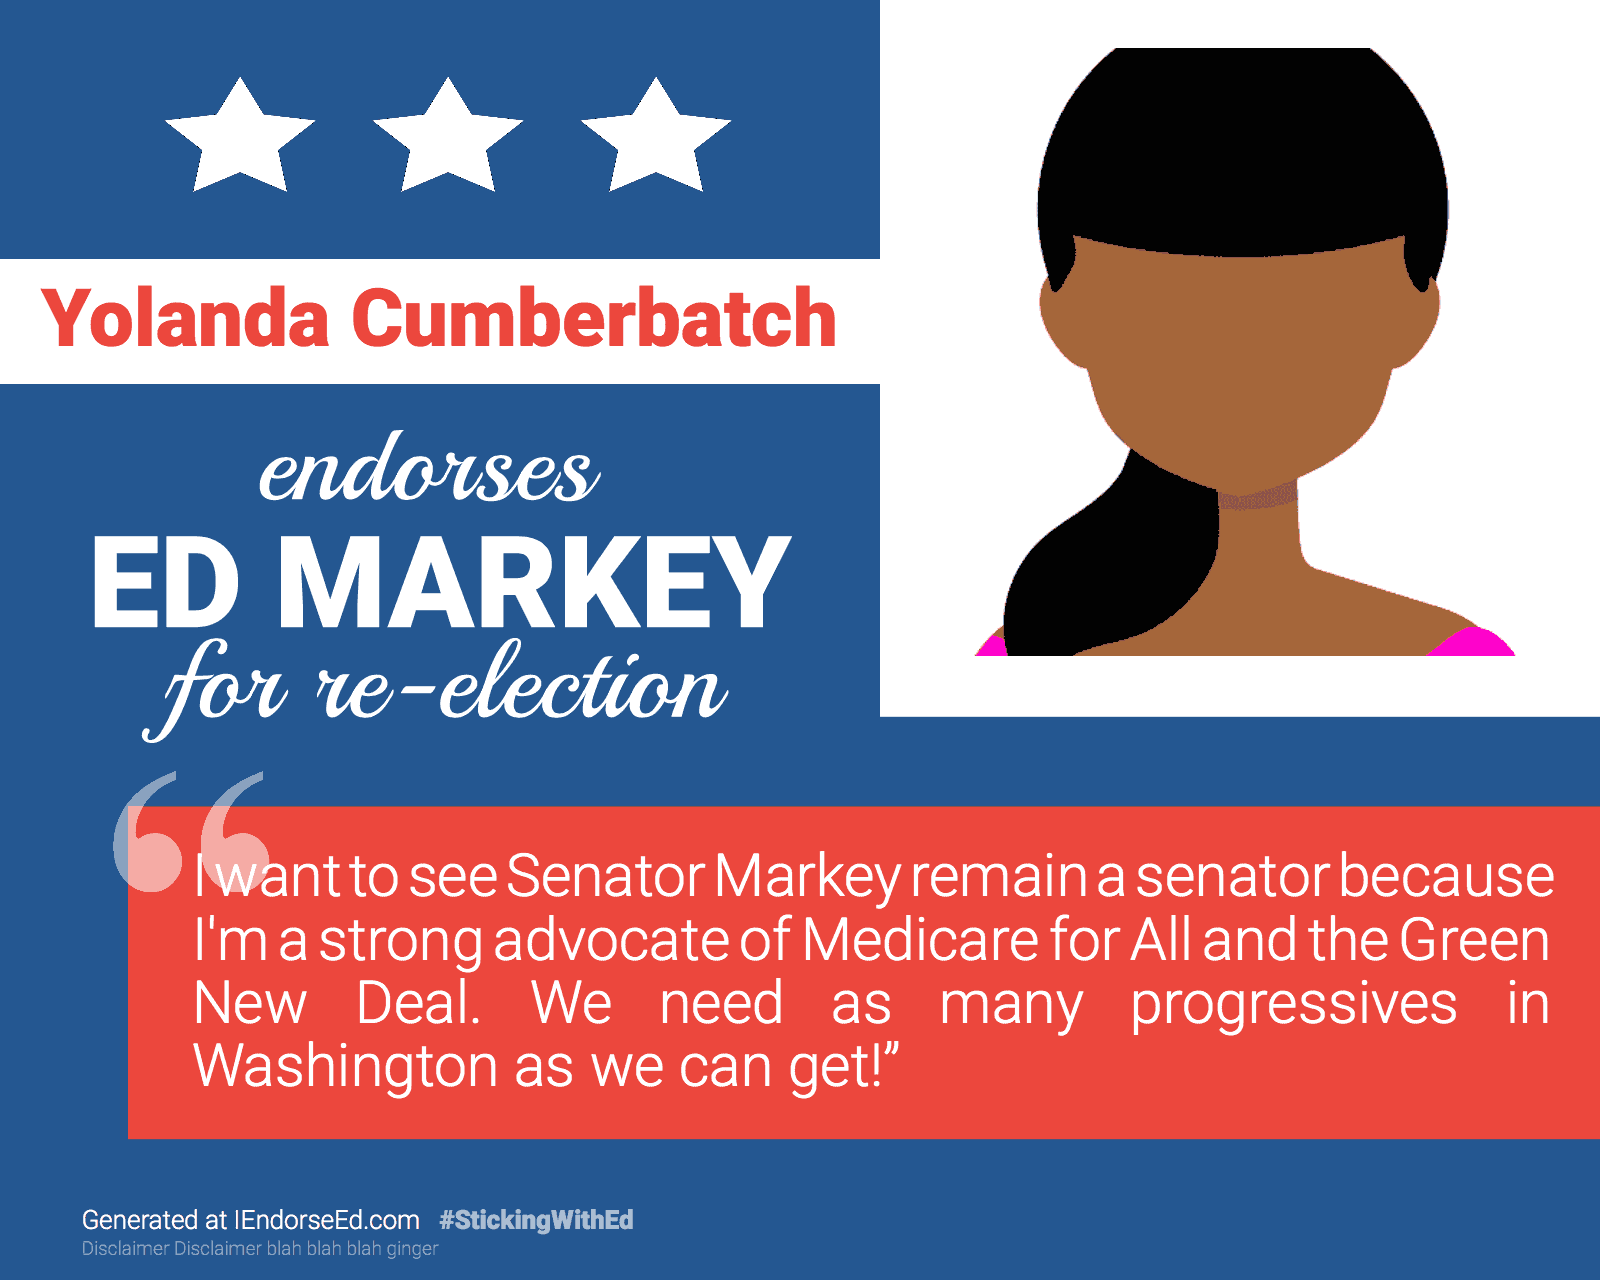 Yolanda Cumberbatch
endorses
ED MARKEY
for re-election
“
I want to see Senator Markey remain a senator because
I'm a strong advocate of Medicare for All and the Green
New Deal. We need as many progressives in
Washington as we can get!”
Generated at IEndorseEd.com #StickingWithEd
Disclaimer Disclaimer blah blah blah ginger